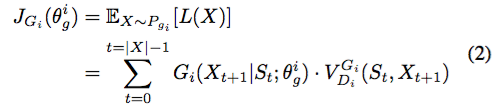 J_{G_i}(θ_g^i) = 𝔼_{X∼P_{g_i}}[L(X)]
= ∑_{t=0}^{t=|X|−1} G_i(X_{t+1}|S_t; θ_g^i) · V_{D_i}^{G_i}(S_t, X_{t+1}) (2)